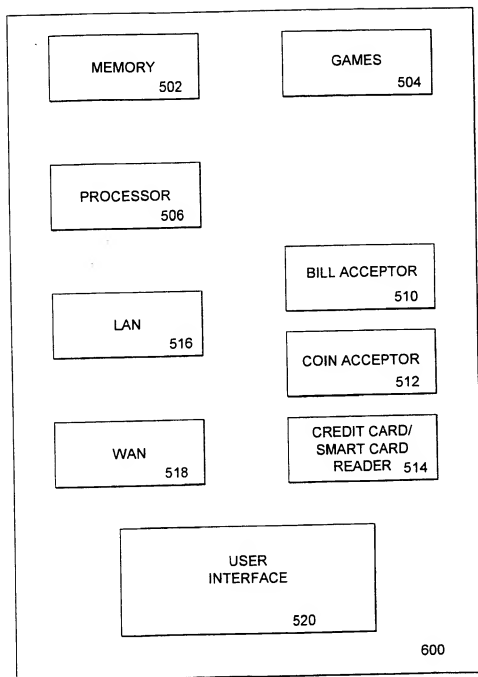 MEMORY
502
GAMES
504
PROCESSOR
506
BILL ACCEPTOR
510
LAN
516
COIN ACCEPTOR
512
WAN
518
CREDIT CARD/
SMART CARD
READER 514
USER
INTERFACE
520
600